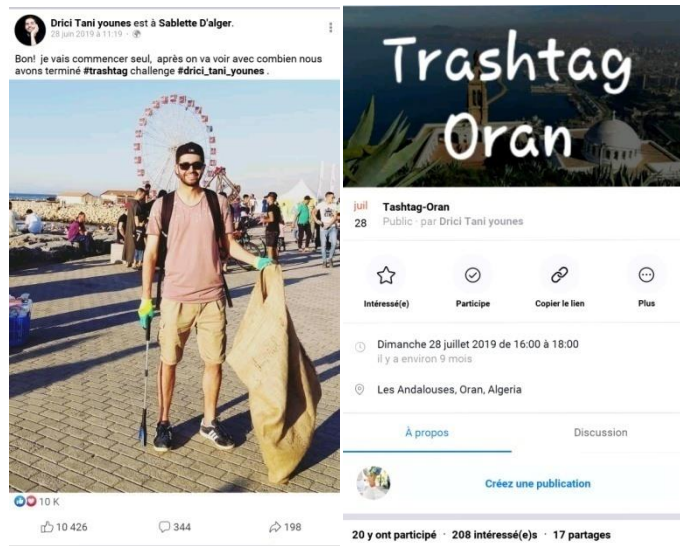 Drici Tani younes est à Sablette D'alger.
28 juin 2019 à 11:19
Bon! je vais commencer seul, après on va voir avec combien nous
avons terminé #trashtag challenge #drici_tani_younes .
10 K
10 426
344
198
Trashtag
Oran
juil
28
Tashtag-Oran
Public · par Drici Tani younes
Intéressé(e)
Participe
Copier le lien
Plus
Dimanche 28 juillet 2019 de 16:00 à 18:00
il y a environ 9 mois
Les Andalouses, Oran, Algeria
À propos
Discussion
Créez une publication
20 y ont participé · 208 intéressé(e)s · 17 partages